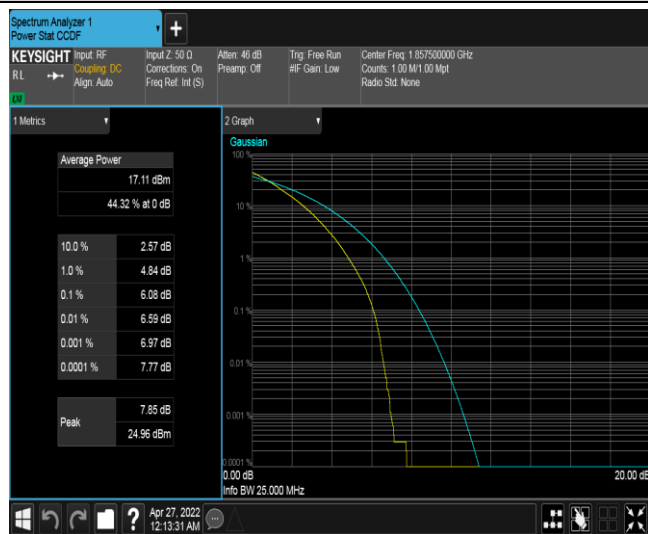 Spectrum Analyzer 1
Power Stat CCDF
+
KEYSIGHT
RL
LXI
Input: RF
Coupling: DC
Align: Auto
Input Z: 50 Ω
Corrections: On
Freq Ref: Int (S)
Atten: 46 dB
Preamp: Off
Trig: Free Run
#IF Gain: Low
Center Freq: 1.857500000 GHz
Counts: 1.00 M/1.00 Mpt
Radio Std: None
1 Metrics
Average Power
17.11 dBm
44.32 % at 0 dB
10.0 % 2.57 dB
1.0 % 4.84 dB
0.1 % 6.08 dB
0.01 % 6.59 dB
0.001 % 6.97 dB
0.0001 % 7.77 dB
Peak
7.85 dB
24.96 dBm
2 Graph
Gaussian
100 %
10 %
1 %
0.1 %
0.01 %
0.001 %
0.0001 %
0.00 dB
20.00 dB
Info BW 25.000 MHz
?
Apr 27, 2022
12:13:31 AM